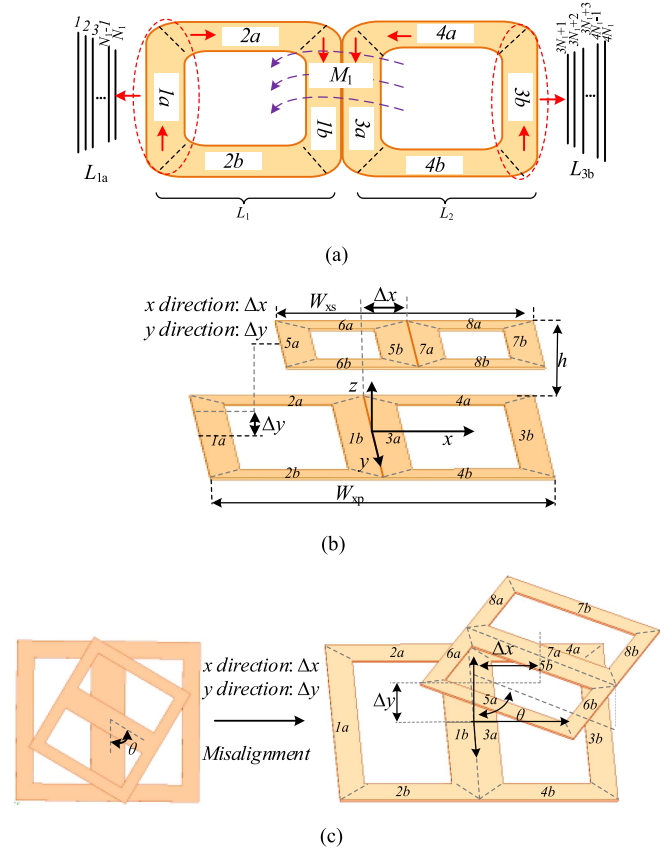 1 2 3 ... N₁-1 N₁
1a 2a 2b 1b
M₁
4a 3a 4b 3b
3N₁+1 3N₁+2 ... 3N₁+3 4N₁-1 4N₁
L₁ₐ L₃b
L₁ L₂
(a)
x direction: Δx
y direction: Δy
Wxs Δx
6a 8a
5a 5b 7a 7b
6b 8b
h
z
2a 4a
Δy
1a 1b 3a x 3b
y
2b 4b
Wxp
(b)
8a 7b
8b
x direction: Δx
y direction: Δy
Misalignment
θ
2a 6a Δx 7a 4a
5b
Δy 5a 6b
θ
1a 1b 3a 3b
2b 4b
(c)